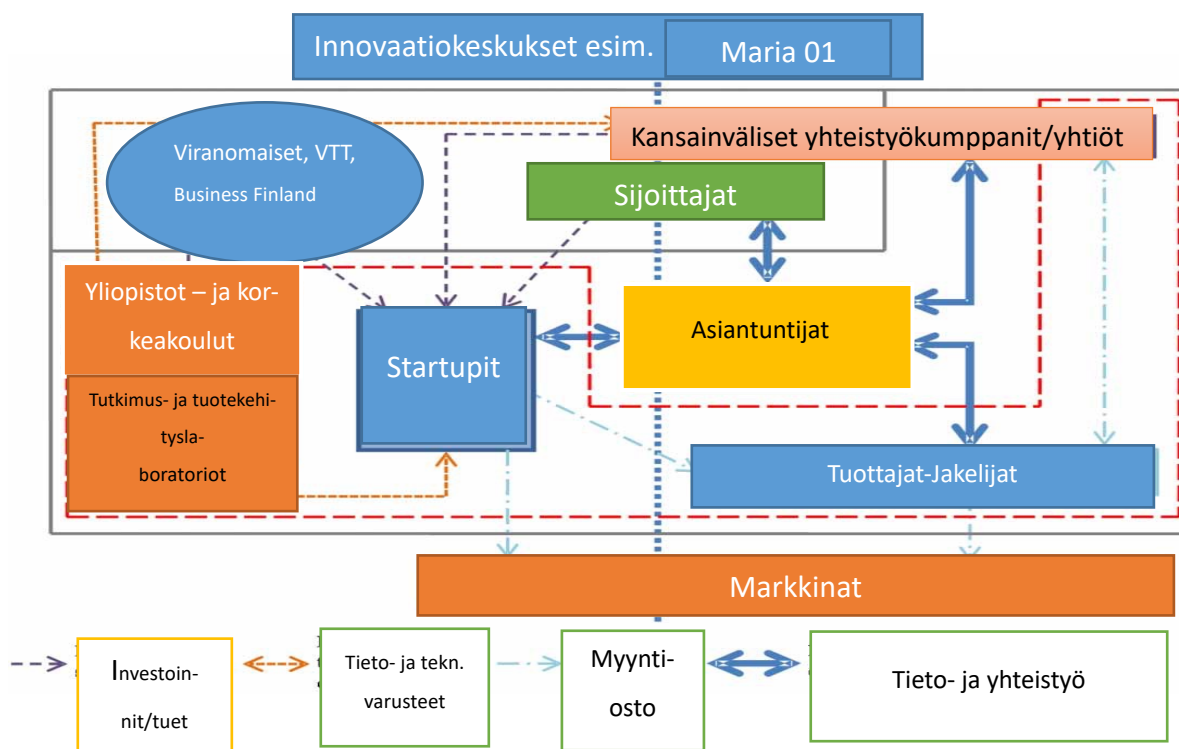 Innovaatiokeskukset esim.
Maria 01
Viranomaiset, VTT,
Business Finland
Kansainväliset yhteistyökumppanit/yhtiöt
Sijoittajat
Yliopistot – ja kor-
keakoulut
Startupit
Asiantuntijat
Tutkimus- ja tuotekehi-
tysla-
boratoriot
Tuottajat-Jakelijat
Markkinat
Investoin-
nit/tuet
Tieto- ja tekn.
varusteet
Myynti-
osto
Tieto- ja yhteistyö